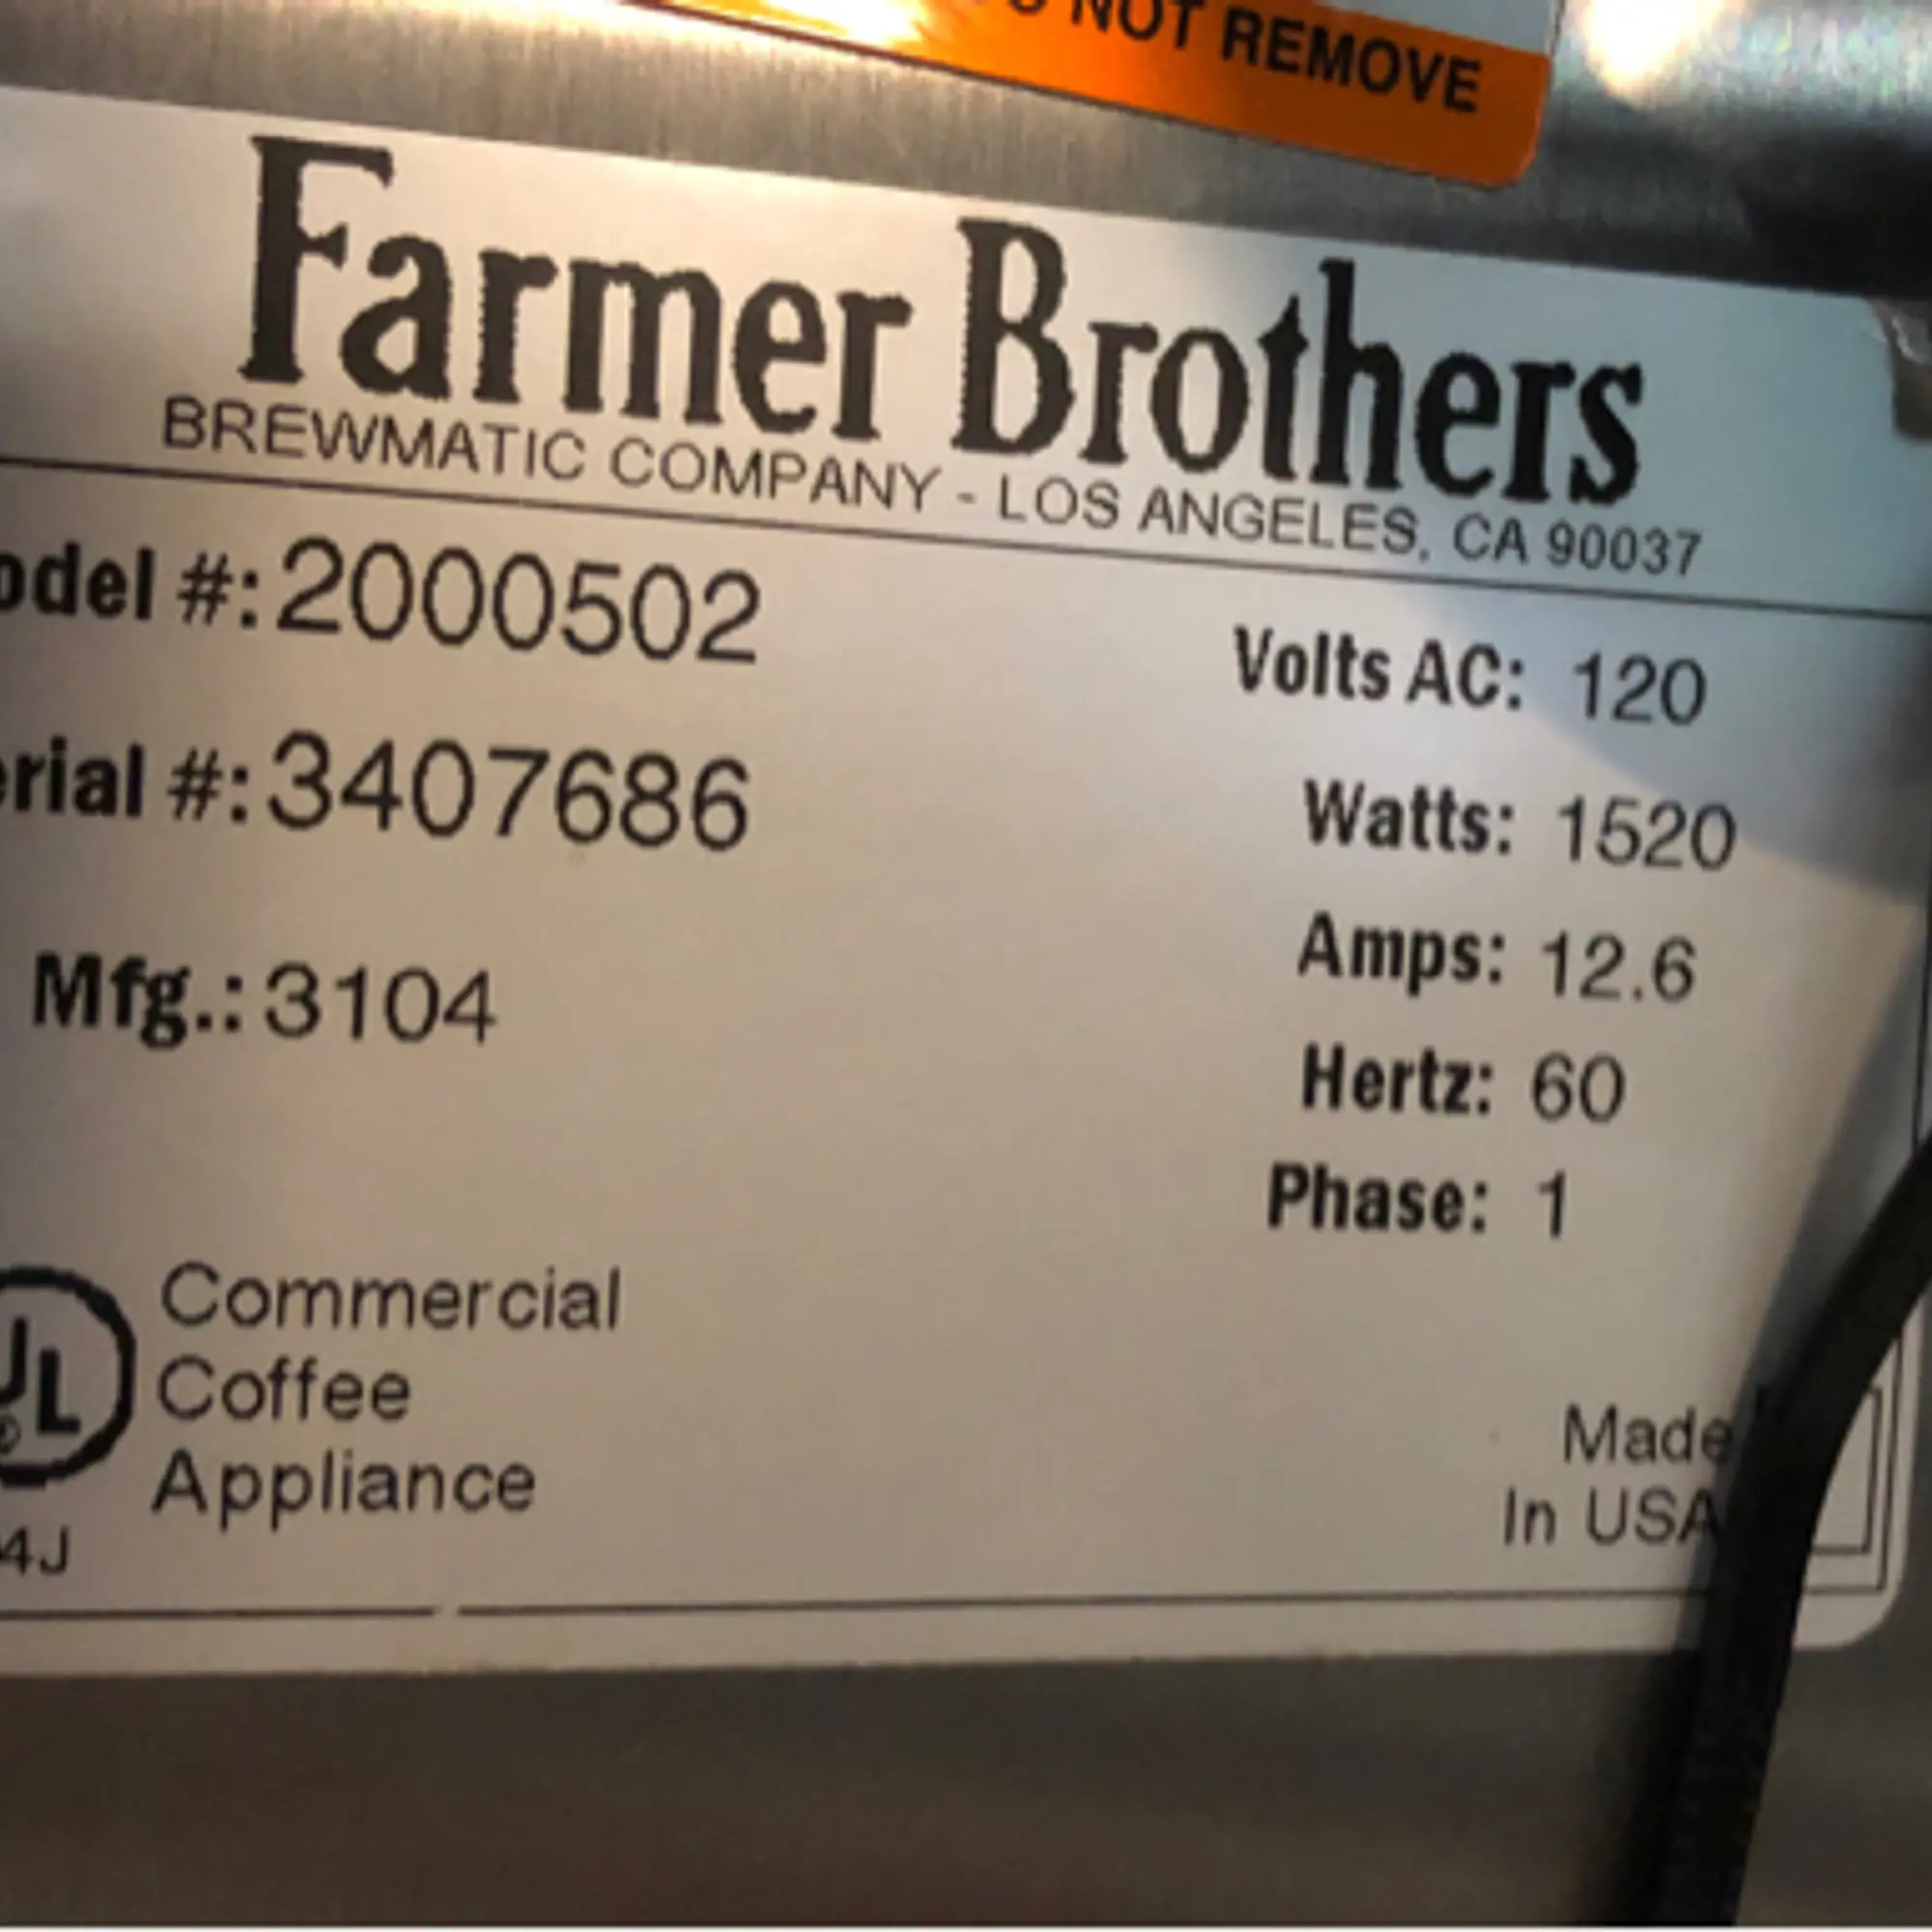 NOT REMOVE
Farmer Brothers
BREWMATIC COMPANY - LOS ANGELES, CA 90037
odel #: 2000502
Volts AC: 120
erial #: 3407686
Watts: 1520
Amps: 12.6
Mfg.: 3104
Hertz: 60
Phase: 1
UL
Commercial
Coffee
Appliance
4J
Made
In USA